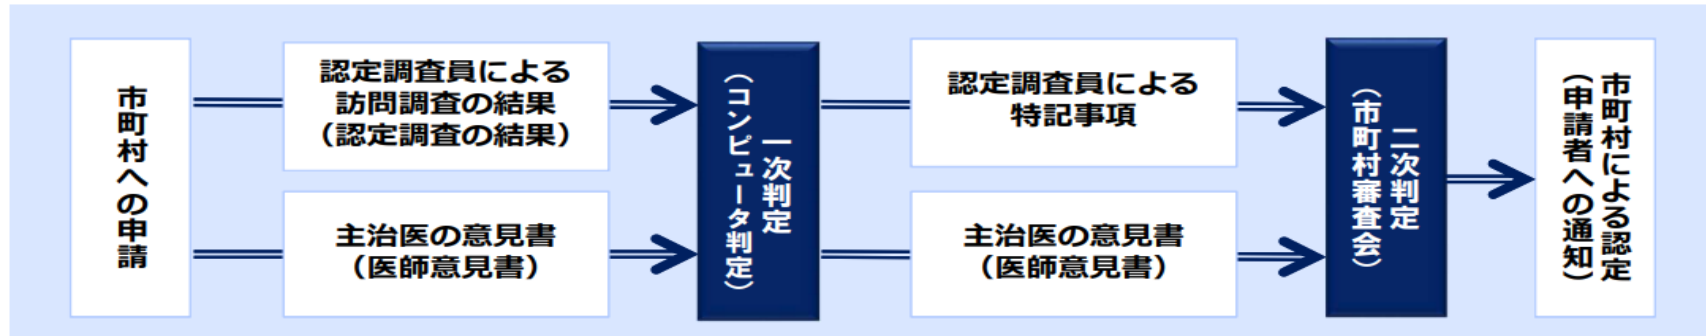 市町村への申請
認定調査員による
訪問調査の結果
（認定調査の結果）
主治医の意見書
（医師意見書）
一次判定
（コンピュータ判定）
認定調査員による
特記事項
主治医の意見書
（医師意見書）
二次判定
（市町村審査会）
市町村による認定
（申請者への通知）